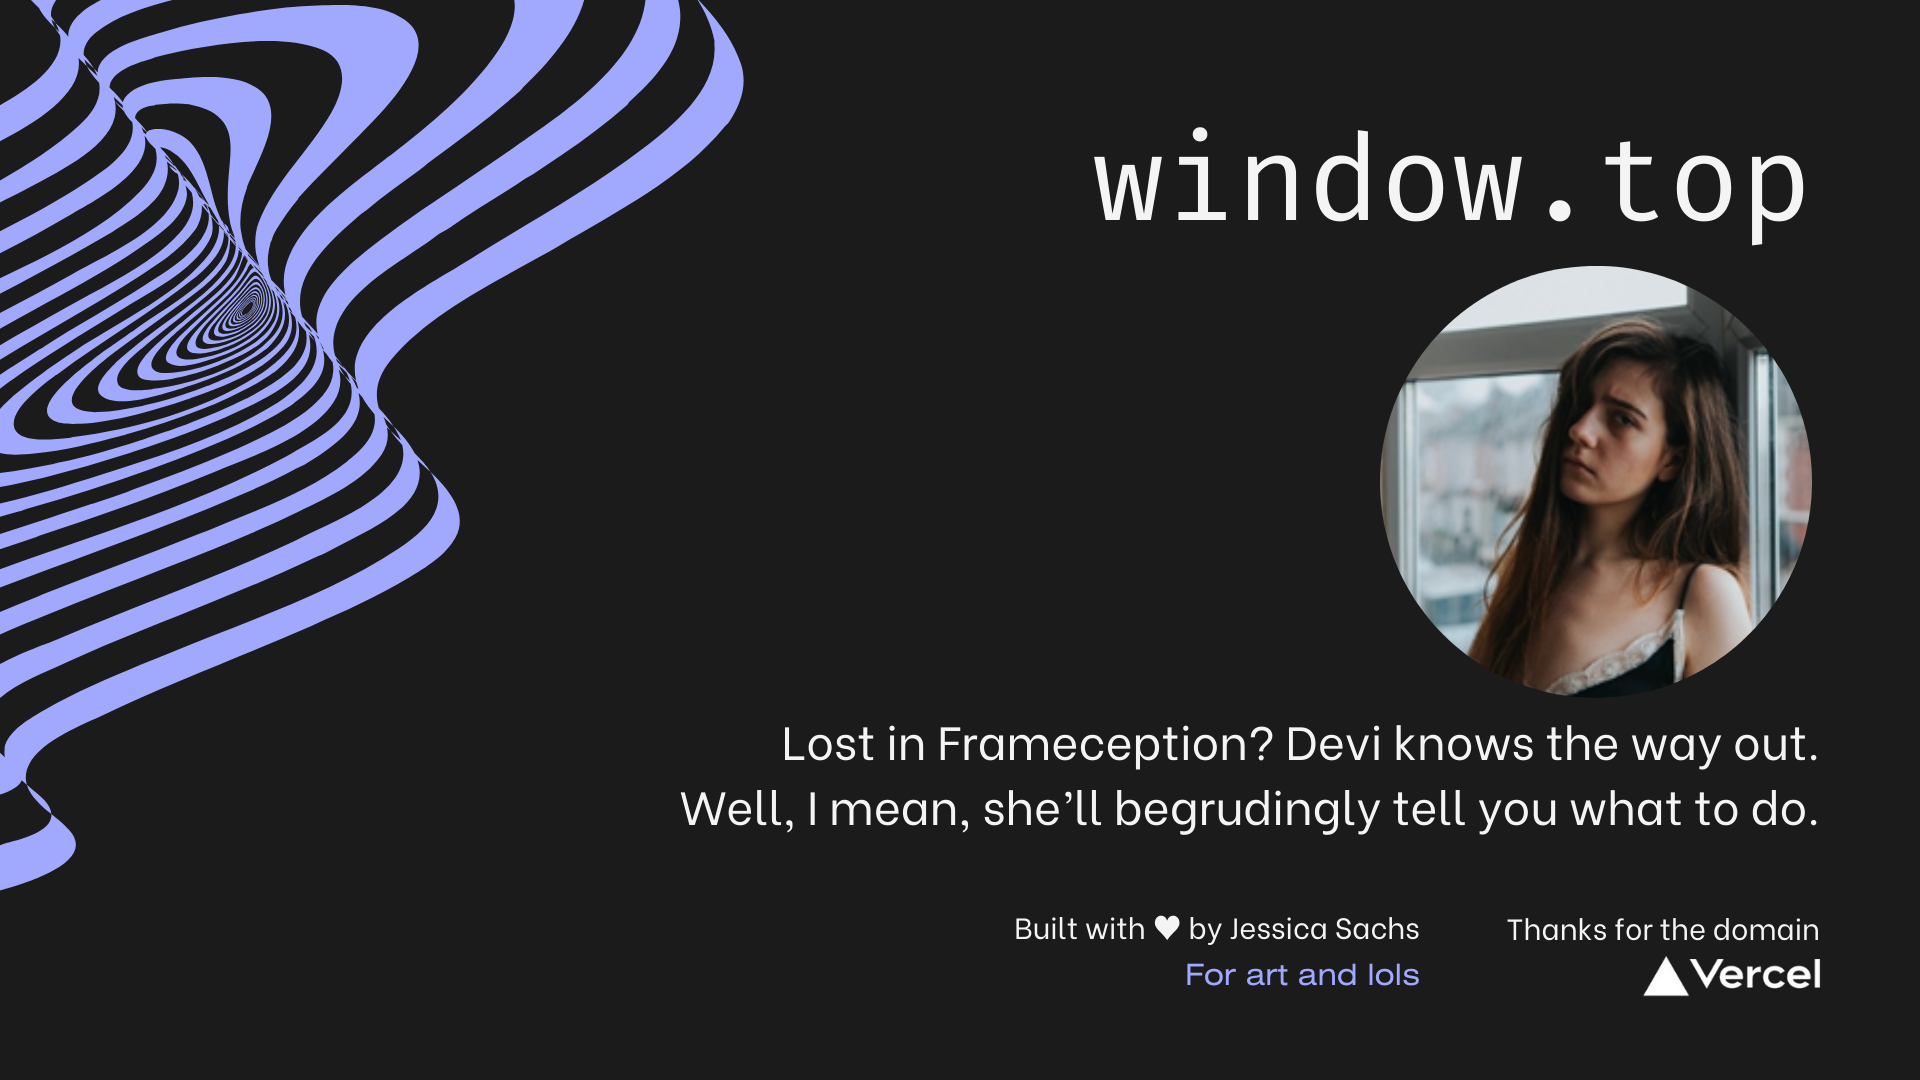 window.top
Lost in Frameception? Devi knows the way out.
Well, I mean, she’ll begrudingly tell you what to do.
Built with ♥ by Jessica Sachs
For art and lols
Thanks for the domain
Vercel